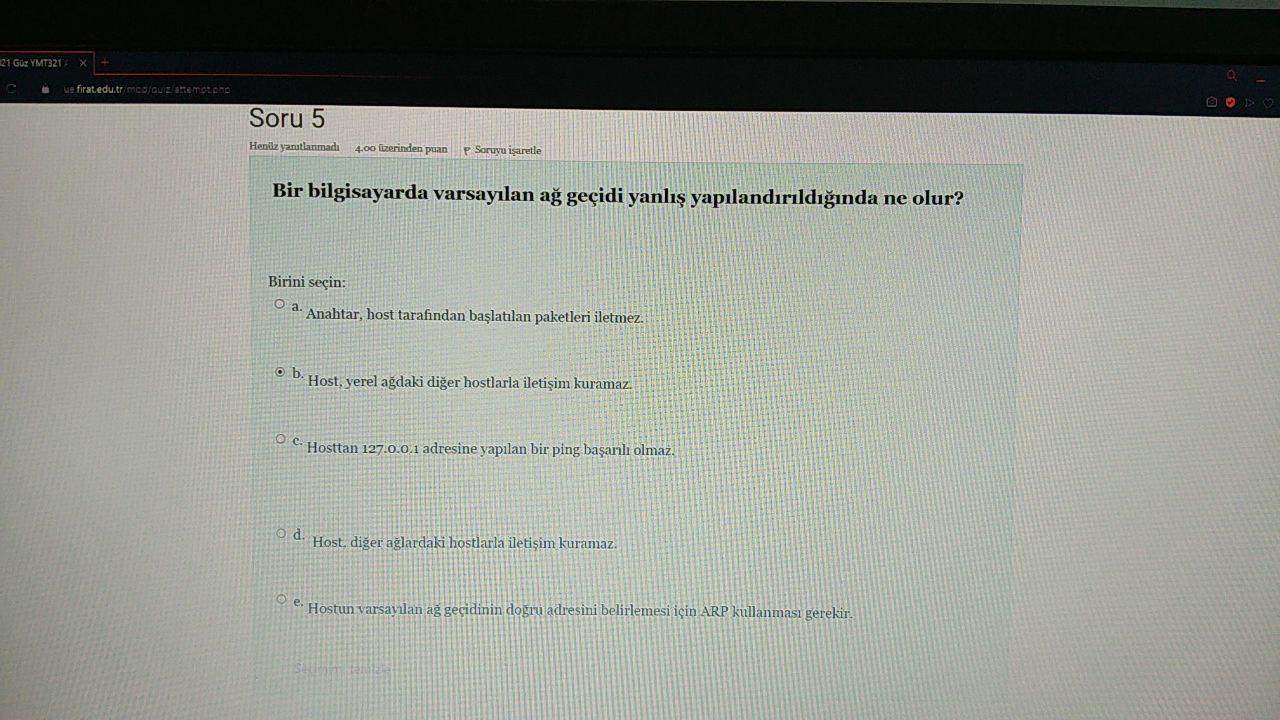 21 Güz YMT321
ue.firat.edu.tr/mod/quiz/attempt.php
Soru 5
Henüz yanıtlanmadı 4,00 üzerinden puan Soruyu işaretle
Bir bilgisayarda varsayılan ağ geçidi yanlış yapılandırıldığında ne olur?
Birini seçin:
a. Anahtar, host tarafından başlatılan paketleri iletmez.
b. Host, yerel ağdaki diğer hostlarla iletişim kuramaz.
c. Hosttan 127.0.0.1 adresine yapılan bir ping başarılı olmaz.
d. Host, diğer ağlardaki hostlarla iletişim kuramaz.
e. Hostun varsayılan ağ geçidinin doğru adresini belirlemesi için ARP kullanması gerekir.
Seçimimi temizle